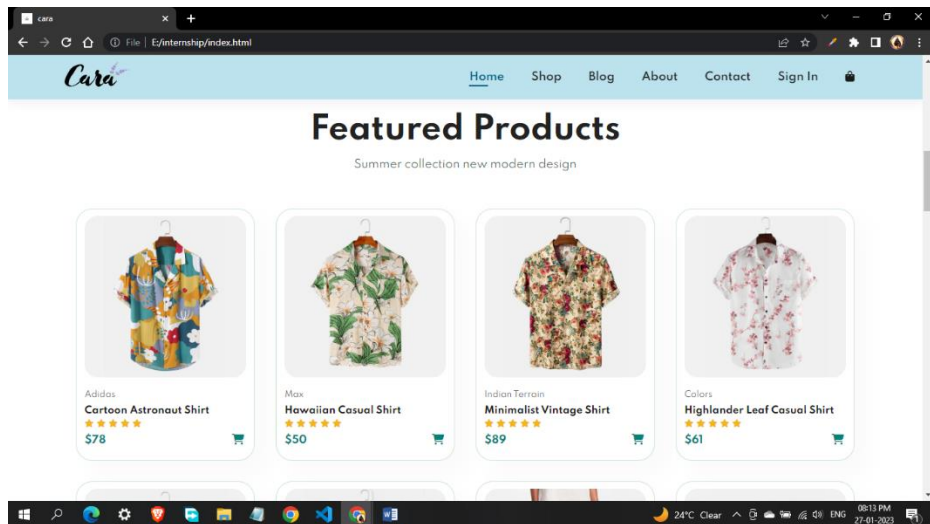 cara
File | E:/internship/index.html
Cara
Home Shop Blog About Contact Sign In
Featured Products
Summer collection new modern design
Adidas
Cartoon Astronaut Shirt
$78
Max
Hawaiian Casual Shirt
$50
Indian Terrain
Minimalist Vintage Shirt
$89
Colors
Highlander Leaf Casual Shirt
$61
24°C Clear
ENG
08:13 PM
27-01-2023